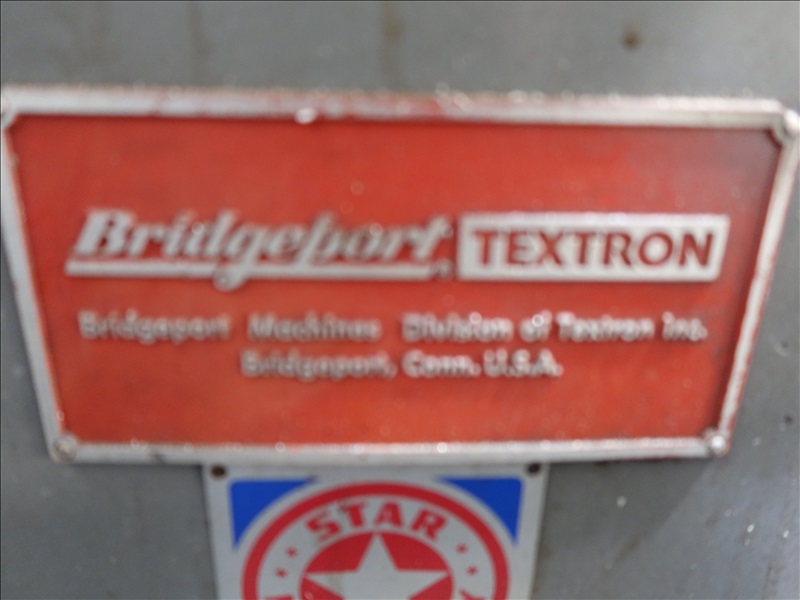 Bridgeport TEXTRON
Bridgeport Machines Division of Textron Inc.
Bridgeport, Conn. U.S.A.
STAR